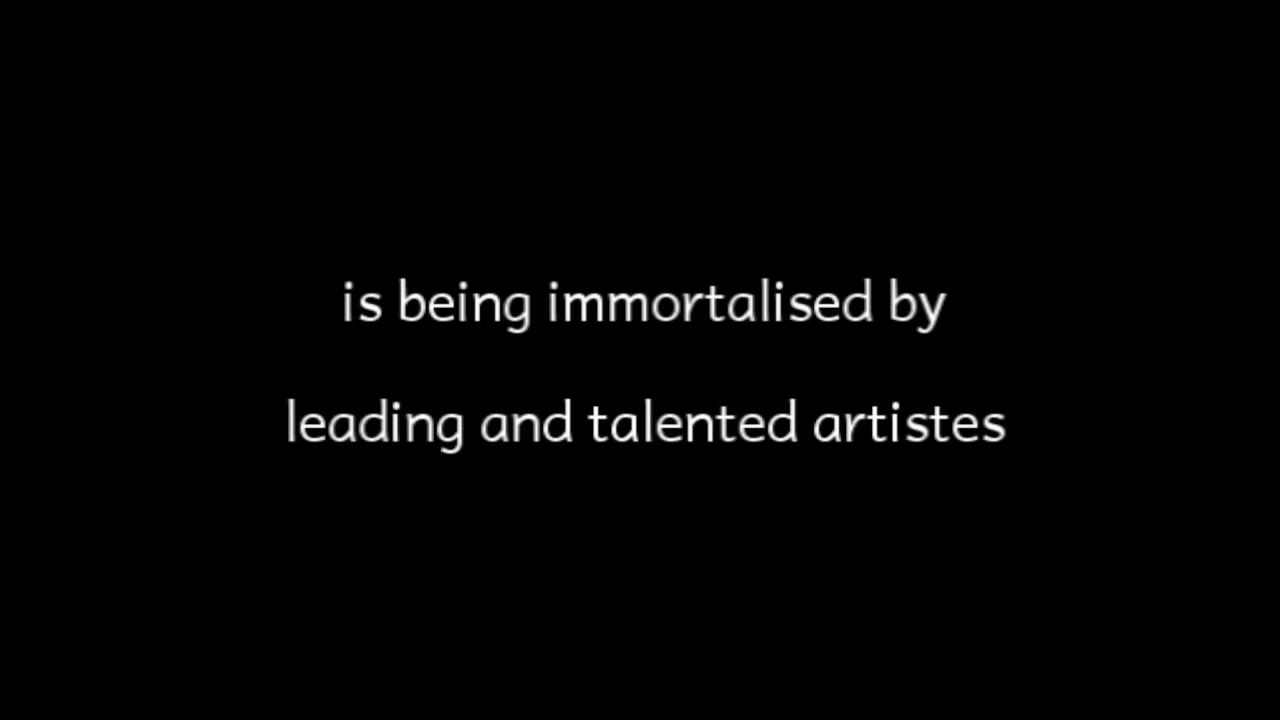 is being immortalised by
leading and talented artistes